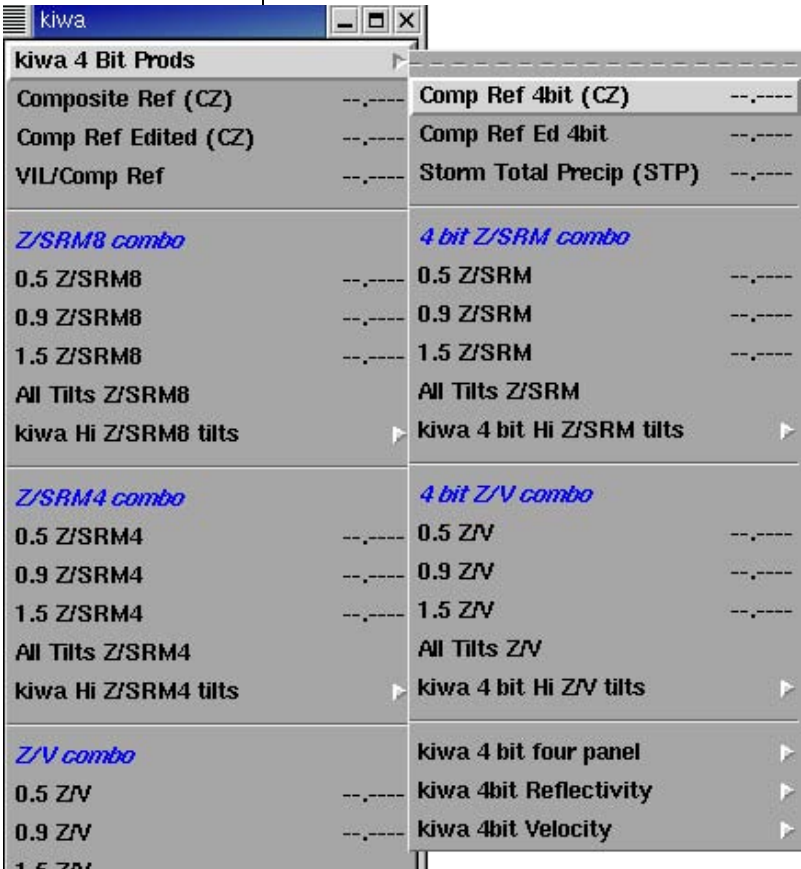 kiwa
kiwa 4 Bit Prods
Composite Ref (CZ) --.----
Comp Ref Edited (CZ) --.----
VIL/Comp Ref --.----
Z/SRM8 combo
0.5 Z/SRM8 --.----
0.9 Z/SRM8 --.----
1.5 Z/SRM8 --.----
All Tilts Z/SRM8
kiwa Hi Z/SRM8 tilts
Z/SRM4 combo
0.5 Z/SRM4 --.----
0.9 Z/SRM4 --.----
1.5 Z/SRM4 --.----
All Tilts Z/SRM4
kiwa Hi Z/SRM4 tilts
Z/V combo
0.5 Z/V --.----
0.9 Z/V --.----
1.5 Z/V
Comp Ref 4bit (CZ) --.----
Comp Ref Ed 4bit --.----
Storm Total Precip (STP) --.----
4 bit Z/SRM combo
0.5 Z/SRM --.----
0.9 Z/SRM --.----
1.5 Z/SRM --.----
All Tilts Z/SRM
kiwa 4 bit Hi Z/SRM tilts
4 bit Z/V combo
0.5 Z/V --.----
0.9 Z/V --.----
1.5 Z/V --.----
All Tilts Z/V
kiwa 4 bit Hi Z/V tilts
kiwa 4 bit four panel
kiwa 4bit Reflectivity
kiwa 4bit Velocity